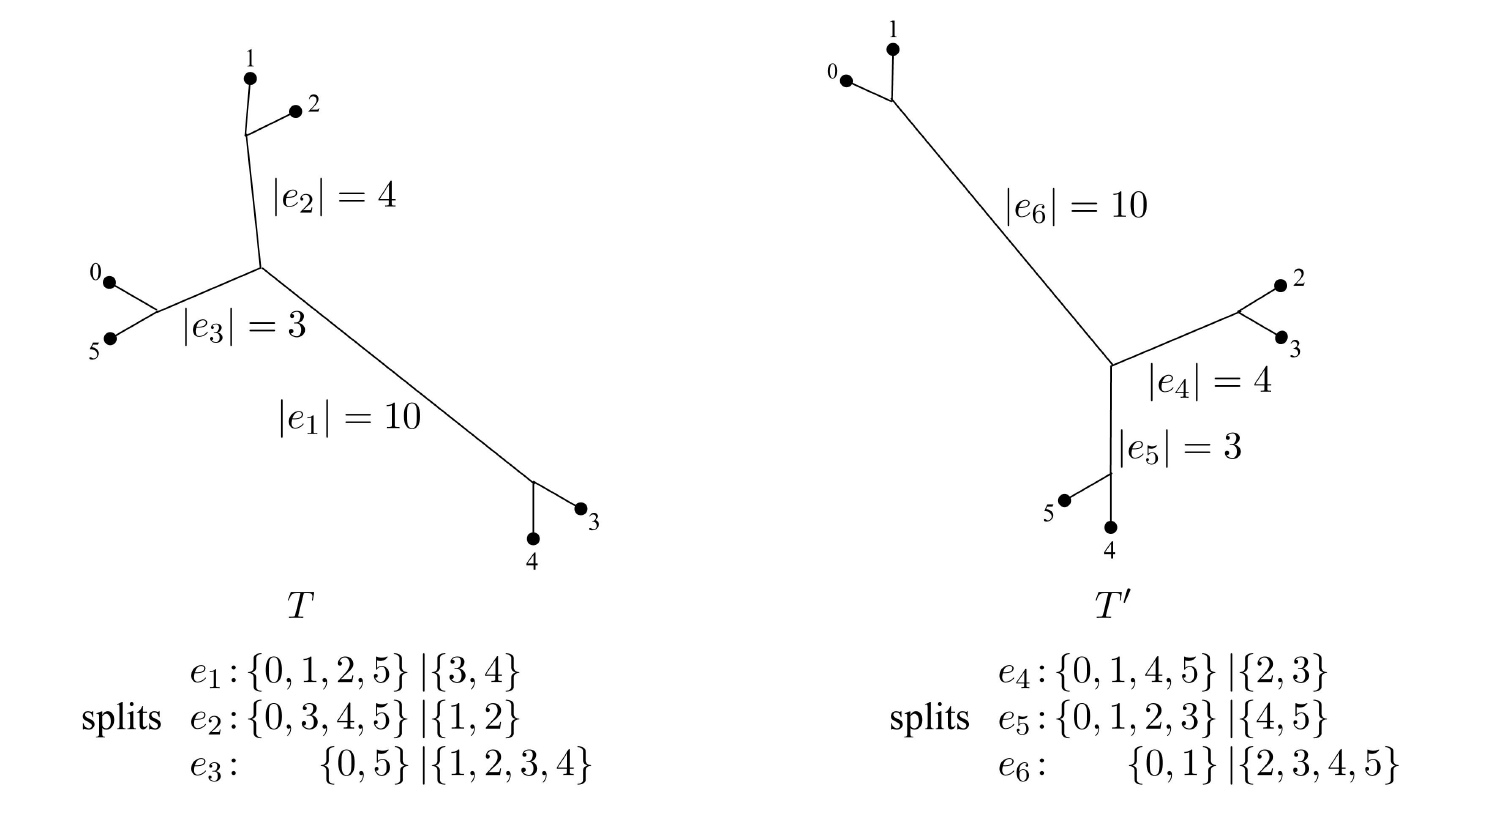 1
2
|e₂| = 4
0
|e₃| = 3
5
|e₁| = 10
3
4
T
splits
e₁: {0, 1, 2, 5} |{3, 4}
e₂: {0, 3, 4, 5} |{1, 2}
e₃: {0, 5} |{1, 2, 3, 4}
1
0
|e₆| = 10
2
3
|e₄| = 4
|e₅| = 3
5
4
T′
splits
e₄: {0, 1, 4, 5} |{2, 3}
e₅: {0, 1, 2, 3} |{4, 5}
e₆: {0, 1} |{2, 3, 4, 5}